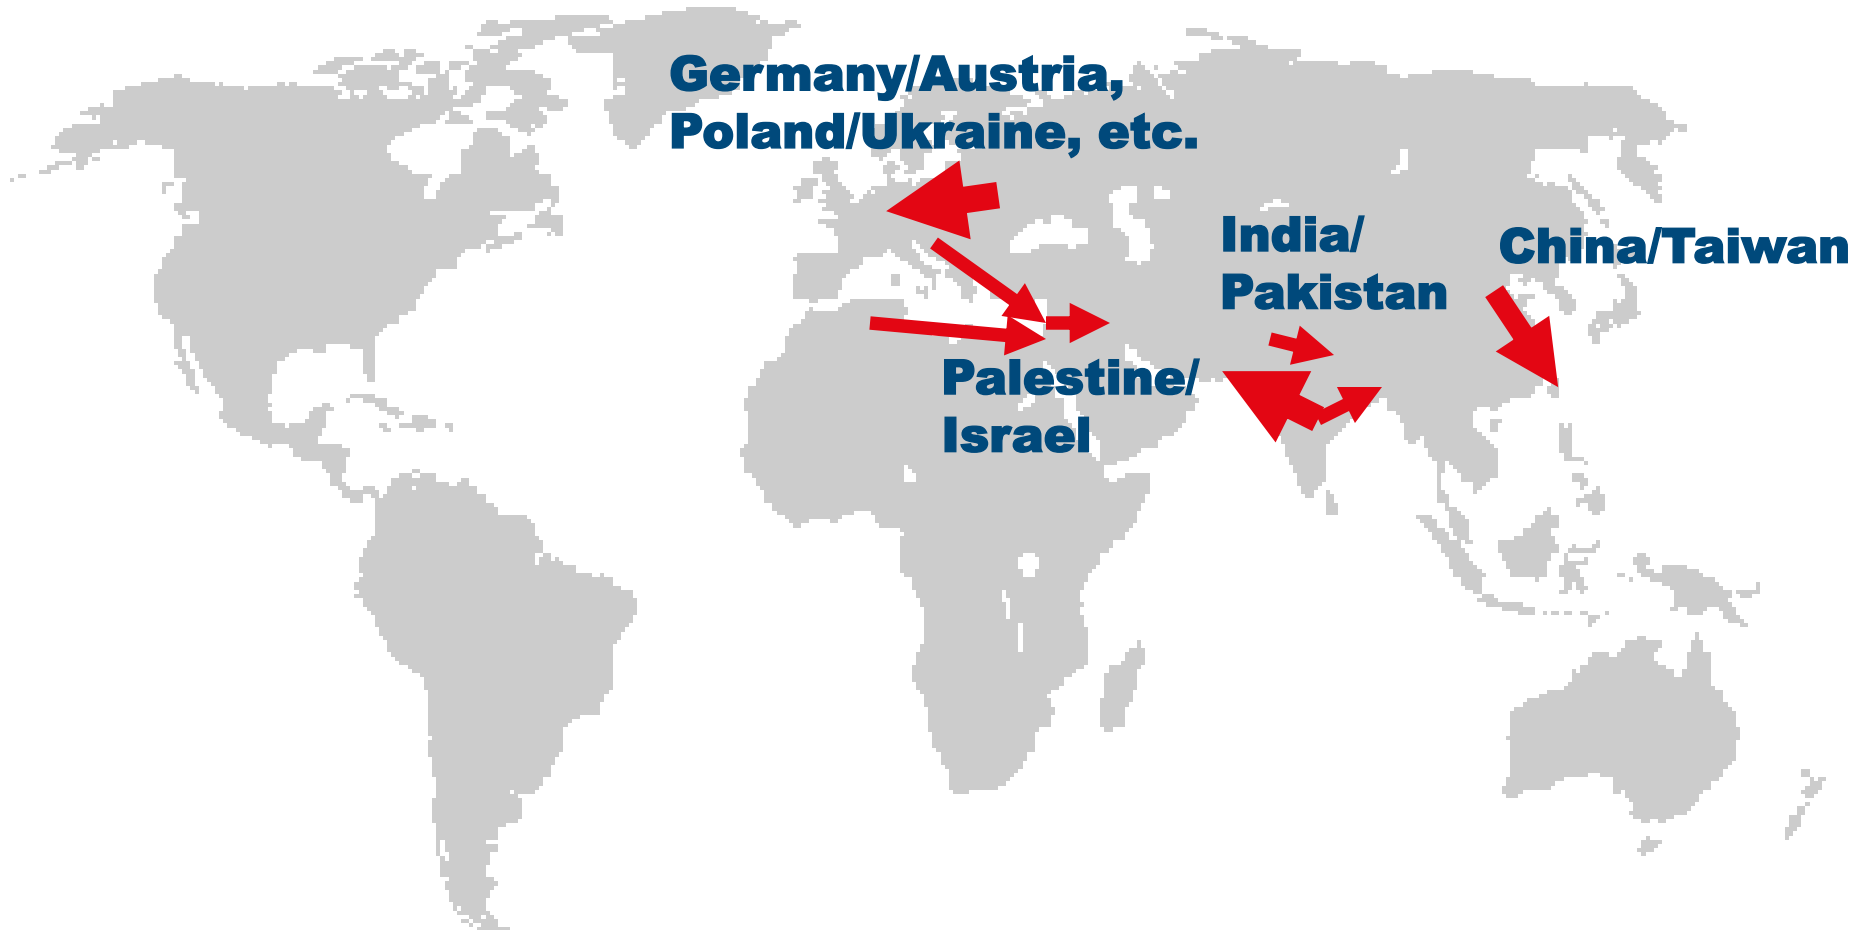 Germany/Austria,
Poland/Ukraine, etc.
India/
Pakistan
China/Taiwan
Palestine/
Israel